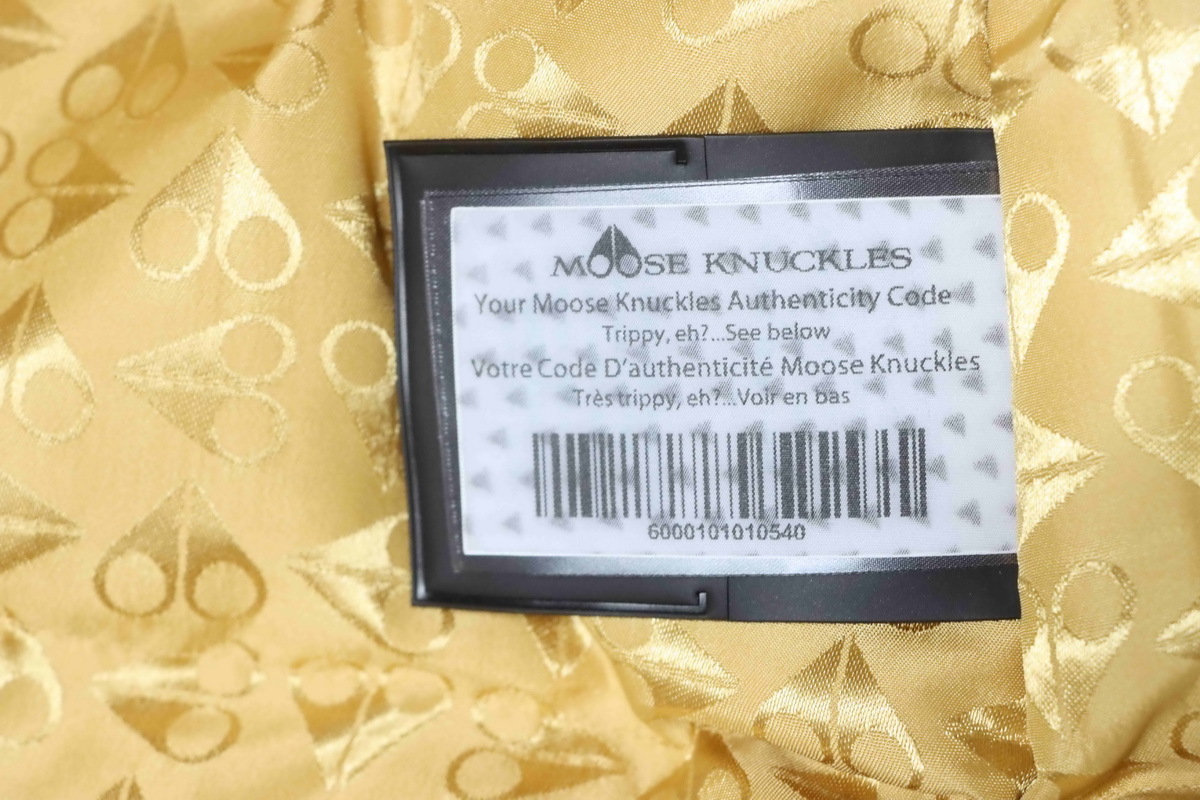 MOOSE KNUCKLES
Your Moose Knuckles Authenticity Code
Trippy, eh?...See below
Votre Code D'authenticité Moose Knuckles
Très trippy, eh?...Voir en bas
6000101010540